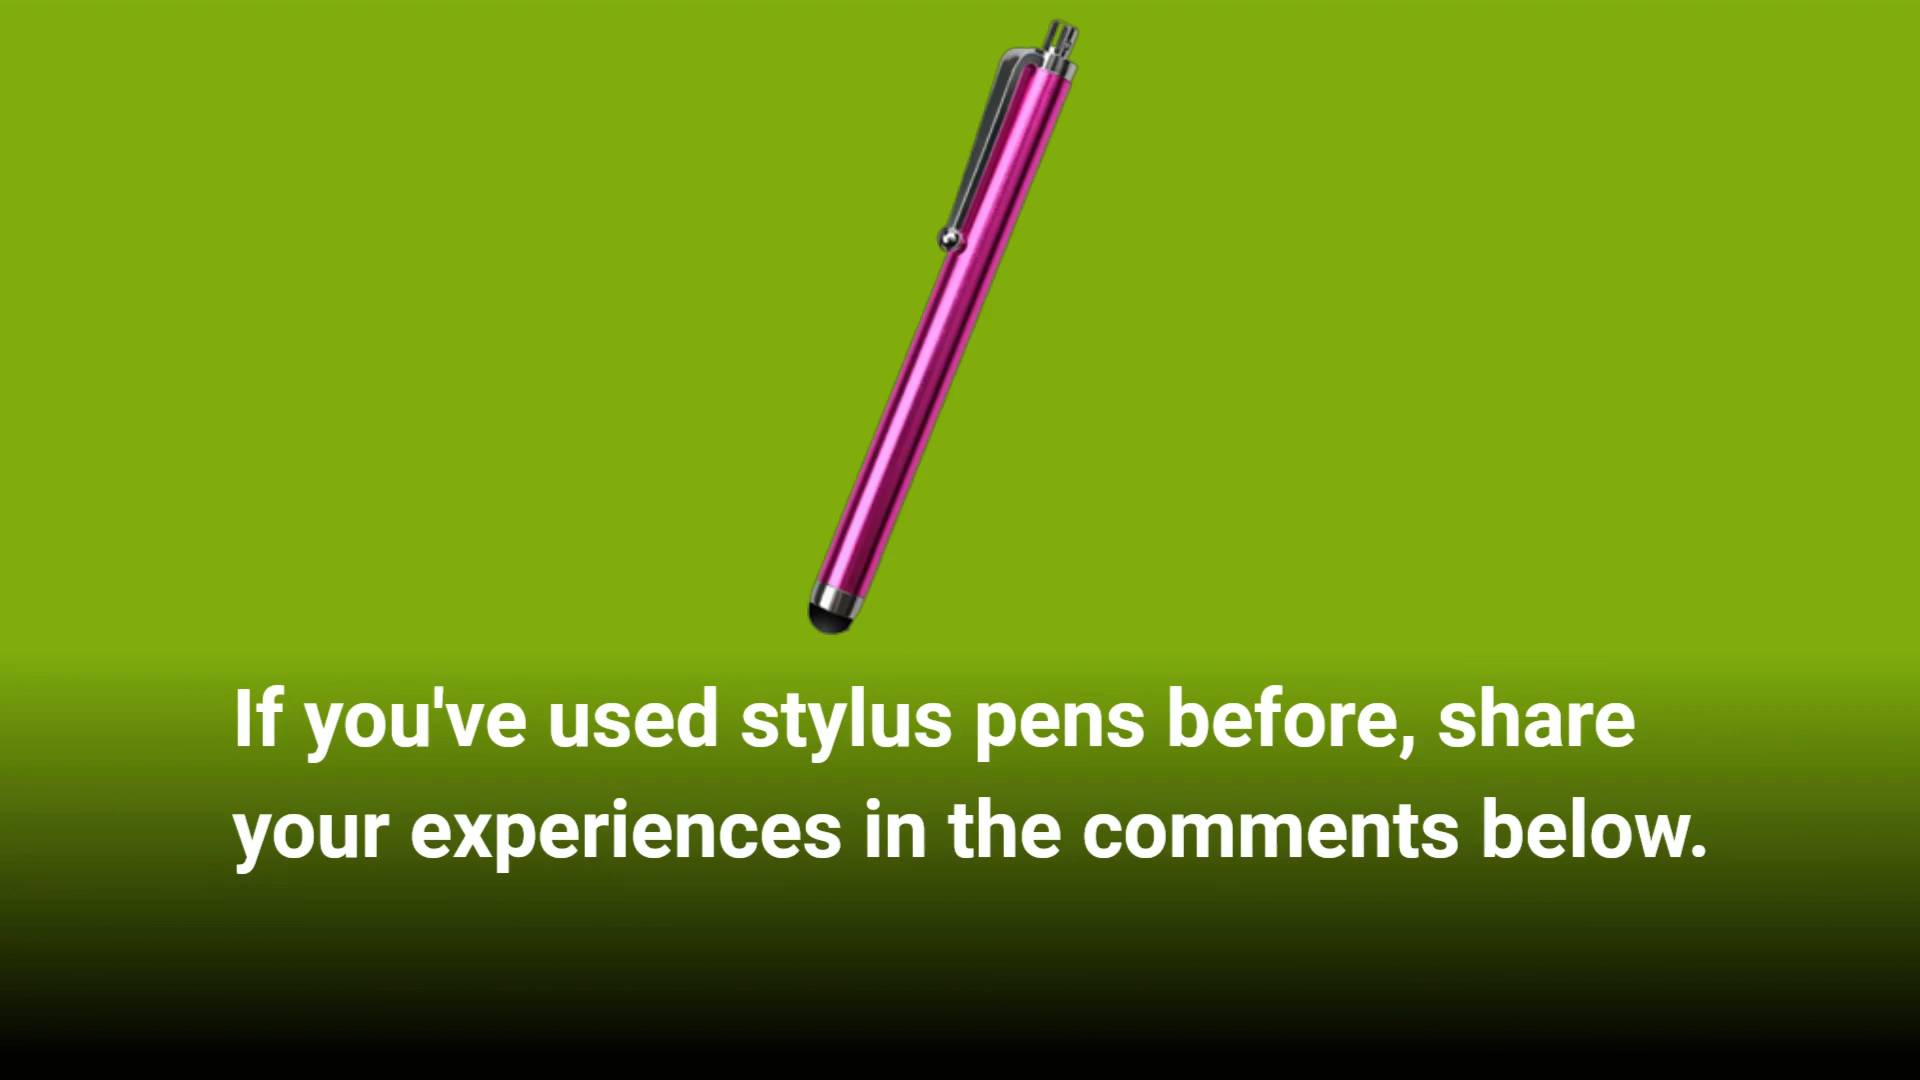 If you've used stylus pens before, share
your experiences in the comments below.